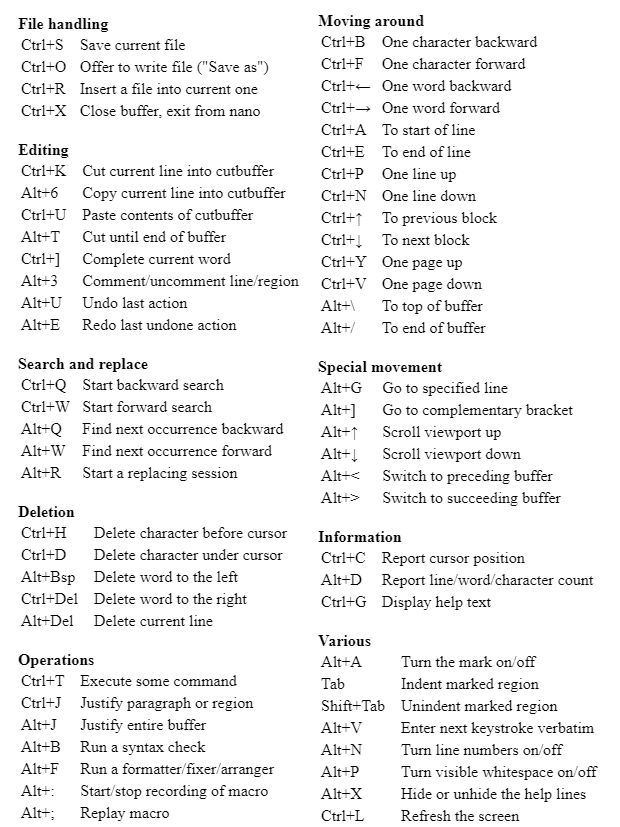 File handling
Ctrl+S Save current file
Ctrl+O Offer to write file ("Save as")
Ctrl+R Insert a file into current one
Ctrl+X Close buffer, exit from nano
Editing
Ctrl+K Cut current line into cutbuffer
Alt+6 Copy current line into cutbuffer
Ctrl+U Paste contents of cutbuffer
Alt+T Cut until end of buffer
Ctrl+] Complete current word
Alt+3 Comment/uncomment line/region
Alt+U Undo last action
Alt+E Redo last undone action
Search and replace
Ctrl+Q Start backward search
Ctrl+W Start forward search
Alt+Q Find next occurrence backward
Alt+W Find next occurrence forward
Alt+R Start a replacing session
Deletion
Ctrl+H Delete character before cursor
Ctrl+D Delete character under cursor
Alt+Bsp Delete word to the left
Ctrl+Del Delete word to the right
Alt+Del Delete current line
Operations
Ctrl+T Execute some command
Ctrl+J Justify paragraph or region
Alt+J Justify entire buffer
Alt+B Run a syntax check
Alt+F Run a formatter/fixer/arranger
Alt+: Start/stop recording of macro
Alt+; Replay macro
Moving around
Ctrl+B One character backward
Ctrl+F One character forward
Ctrl+← One word backward
Ctrl+→ One word forward
Ctrl+A To start of line
Ctrl+E To end of line
Ctrl+P One line up
Ctrl+N One line down
Ctrl+↑ To previous block
Ctrl+↓ To next block
Ctrl+Y One page up
Ctrl+V One page down
Alt+\ To top of buffer
Alt+/ To end of buffer
Special movement
Alt+G Go to specified line
Alt+] Go to complementary bracket
Alt+↑ Scroll viewport up
Alt+↓ Scroll viewport down
Alt+< Switch to preceding buffer
Alt+> Switch to succeeding buffer
Information
Ctrl+C Report cursor position
Alt+D Report line/word/character count
Ctrl+G Display help text
Various
Alt+A Turn the mark on/off
Tab Indent marked region
Shift+Tab Unindent marked region
Alt+V Enter next keystroke verbatim
Alt+N Turn line numbers on/off
Alt+P Turn visible whitespace on/off
Alt+X Hide or unhide the help lines
Ctrl+L Refresh the screen